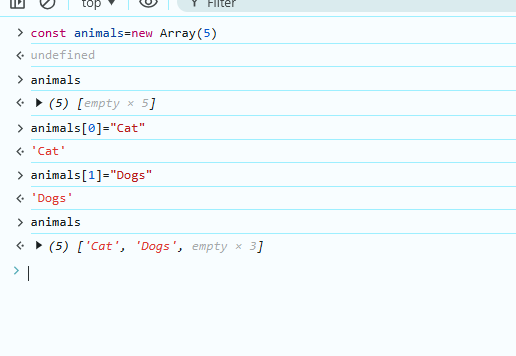 top ▼ Filter
> const animals=new Array(5)
<· undefined
> animals
<· ▶ (5) [empty × 5]
> animals[0]="Cat"
<· 'Cat'
> animals[1]="Dogs"
<· 'Dogs'
> animals
<· ▶ (5) ['Cat', 'Dogs', empty × 3]
>